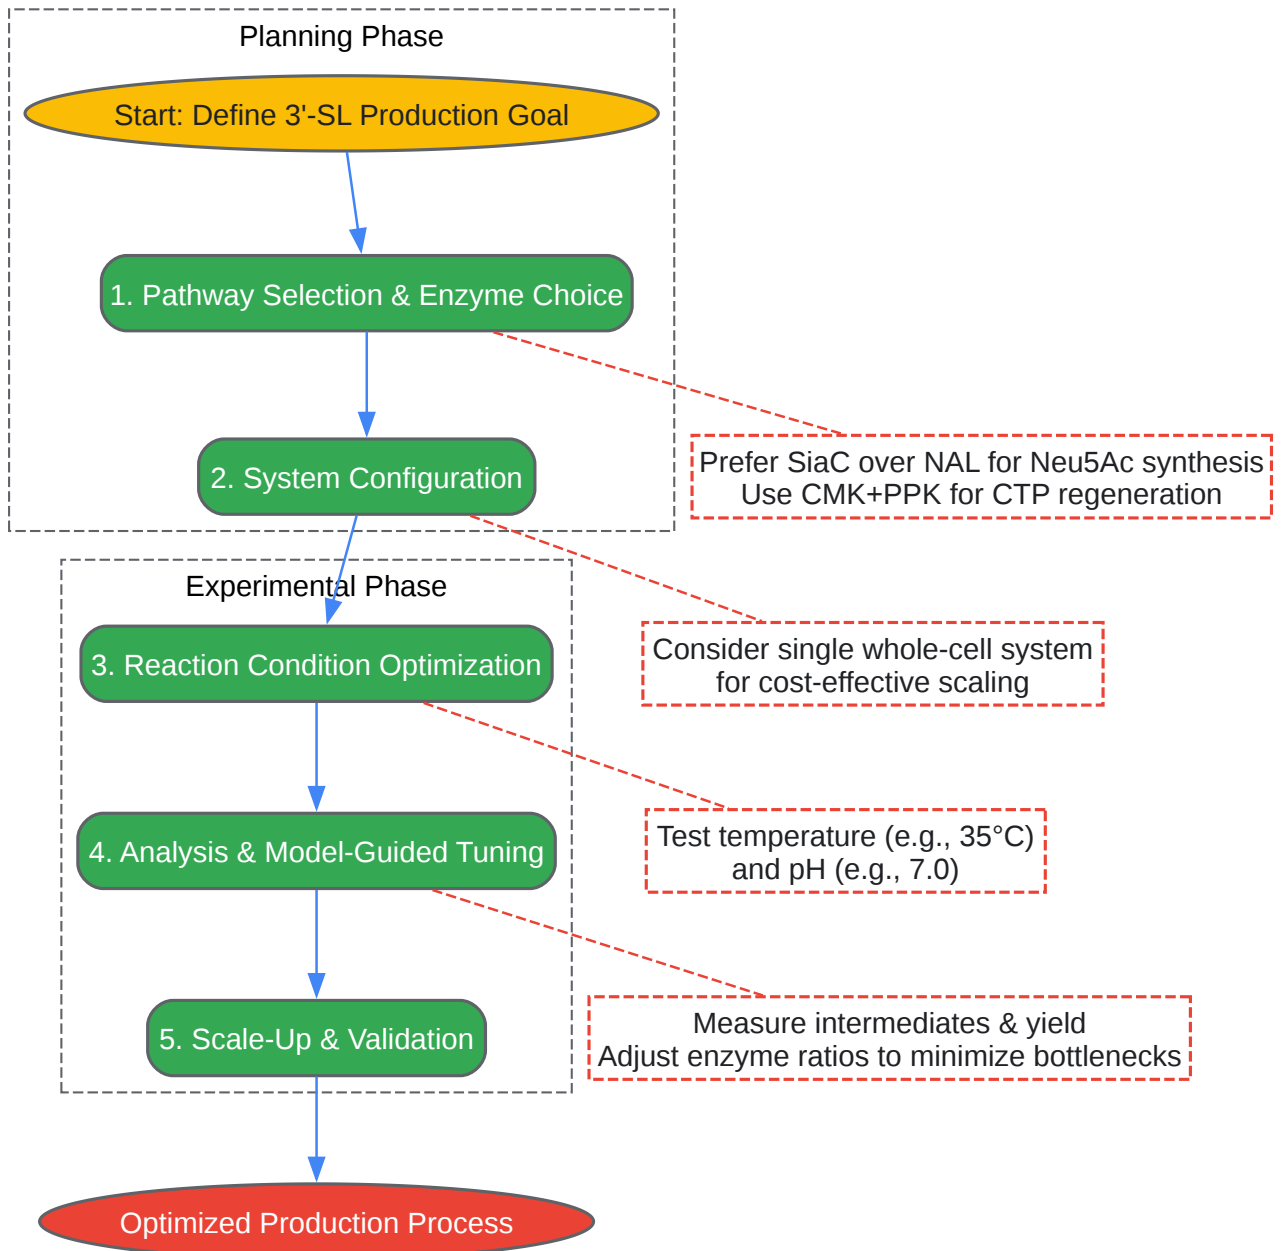 Planning Phase
Start: Define 3'-SL Production Goal
1. Pathway Selection & Enzyme Choice
Prefer SiaC over NAL for Neu5Ac synthesis
Use CMK+PPK for CTP regeneration
2. System Configuration
Experimental Phase
Consider single whole-cell system
for cost-effective scaling
3. Reaction Condition Optimization
Test temperature (e.g., 35°C)
and pH (e.g., 7.0)
4. Analysis & Model-Guided Tuning
Measure intermediates & yield
Adjust enzyme ratios to minimize bottlenecks
5. Scale-Up & Validation
Optimized Production Process